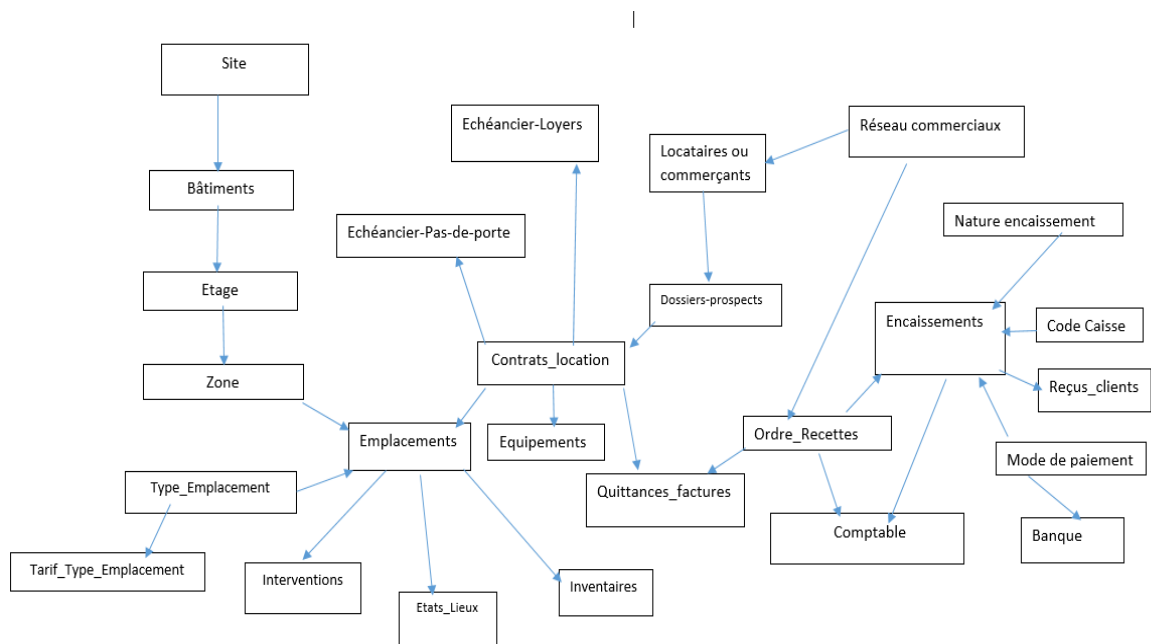 Site
Echéancier-Loyers
Réseau commerciaux
Locataires ou
commerçants
Bâtiments
Echéancier-Pas-de-porte
Nature encaissement
Etage
Dossiers-prospects
Encaissements
Code Caisse
Contrats_location
Zone
Reçus_clients
Emplacements
Equipements
Ordre_Recettes
Mode de paiement
Type_Emplacement
Quittances_factures
Comptable
Banque
Tarif_Type_Emplacement
Interventions
Inventaires
Etats_Lieux